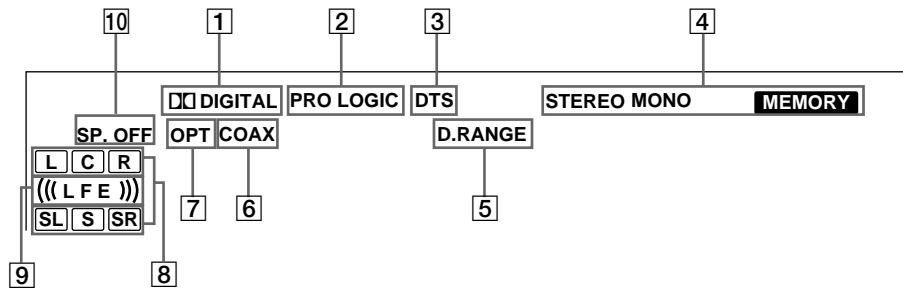 10 1 2 3 4
DIGITAL PRO LOGIC DTS STEREO MONO MEMORY
SP. OFF OPT COAX D.RANGE
L C R
((( L F E )))
7 6 5
SL S SR
9 8